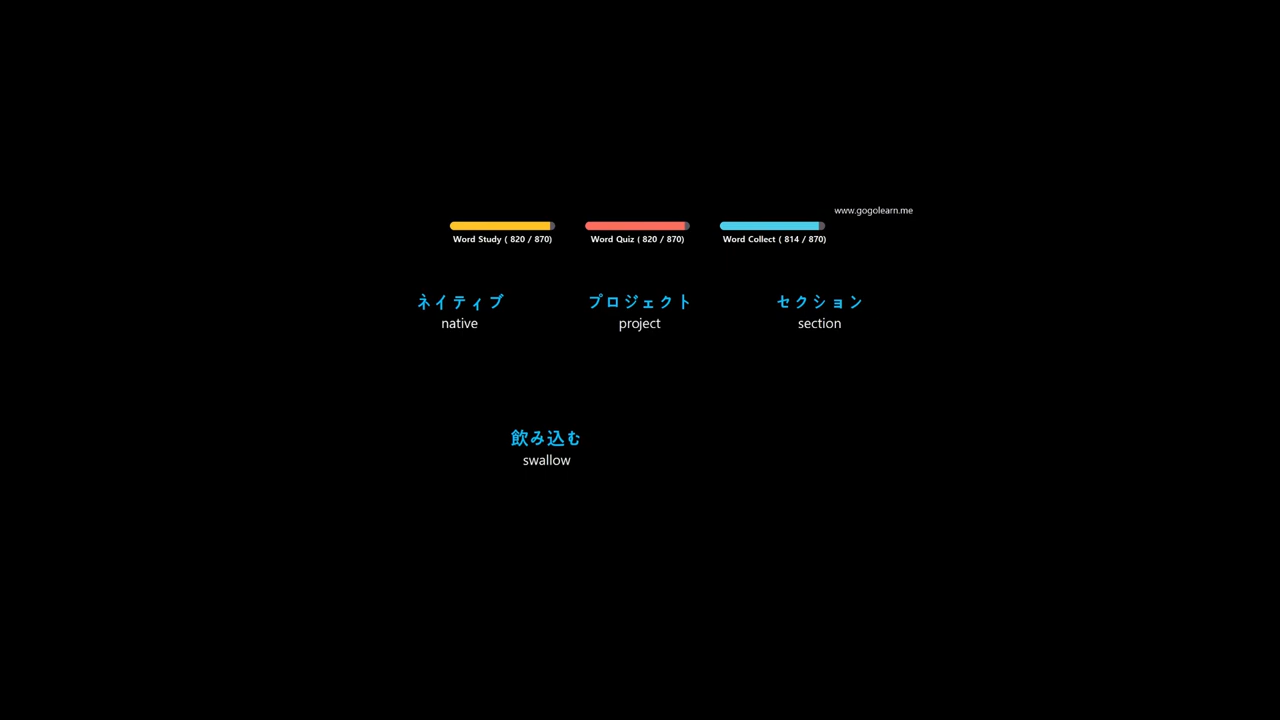 www.gogolearn.me
Word Study ( 820 / 870)
Word Quiz ( 820 / 870)
Word Collect ( 814 / 870)
ネイティブ
native
プロジェクト
project
セクション
section
飲み込む
swallow